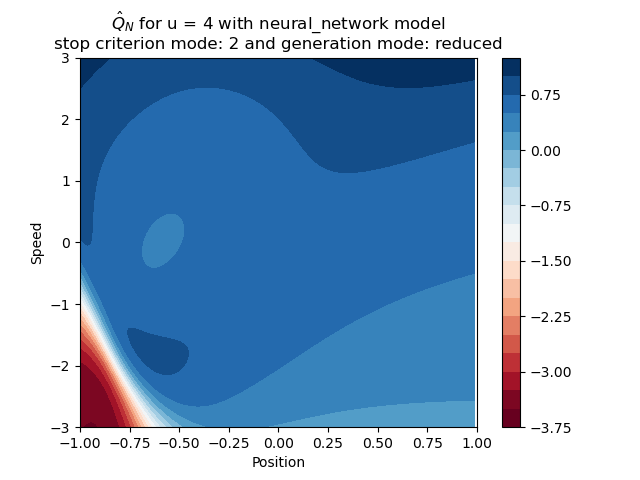 $\hat{Q}_N$ for u = 4 with neural_network model
stop criterion mode: 2 and generation mode: reduced
3
2
1
0
−1
−2
−3
Speed
−1.00 −0.75 −0.50 −0.25 0.00 0.25 0.50 0.75 1.00
Position
0.75
0.00
−0.75
−1.50
−2.25
−3.00
−3.75